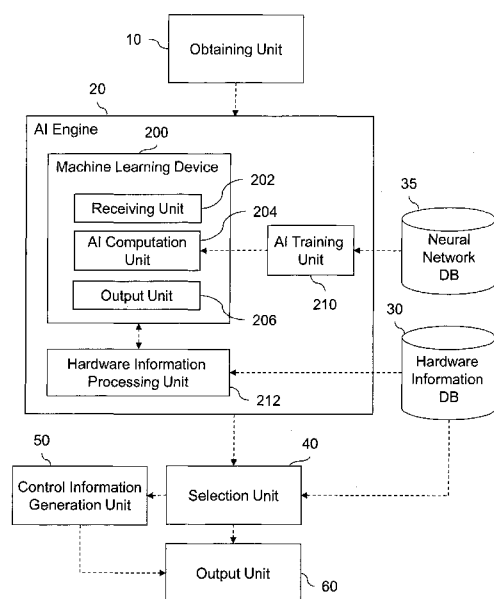 10
Obtaining Unit
20
AI Engine
200
Machine Learning Device
Receiving Unit
202
204
AI Computation
Unit
Output Unit
206
AI Training
Unit
210
35
Neural
Network
DB
30
Hardware
Information
DB
Hardware Information
Processing Unit
212
50
Control Information
Generation Unit
40
Selection Unit
Output Unit
60